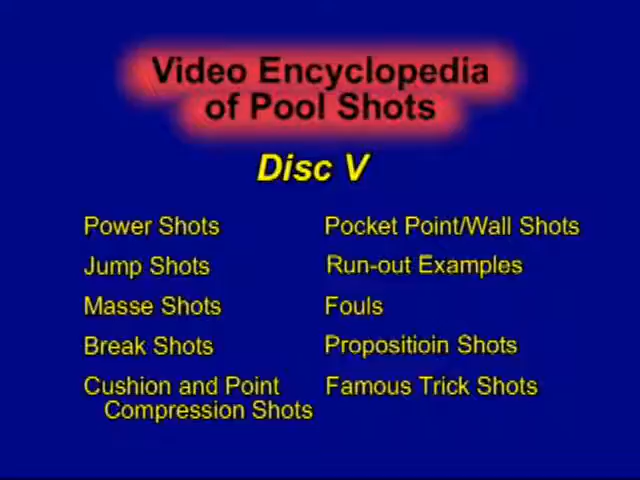 Video Encyclopedia
of Pool Shots
Disc V
Power Shots
Jump Shots
Masse Shots
Break Shots
Cushion and Point
Compression Shots
Pocket Point/Wall Shots
Run-out Examples
Fouls
Propositioin Shots
Famous Trick Shots